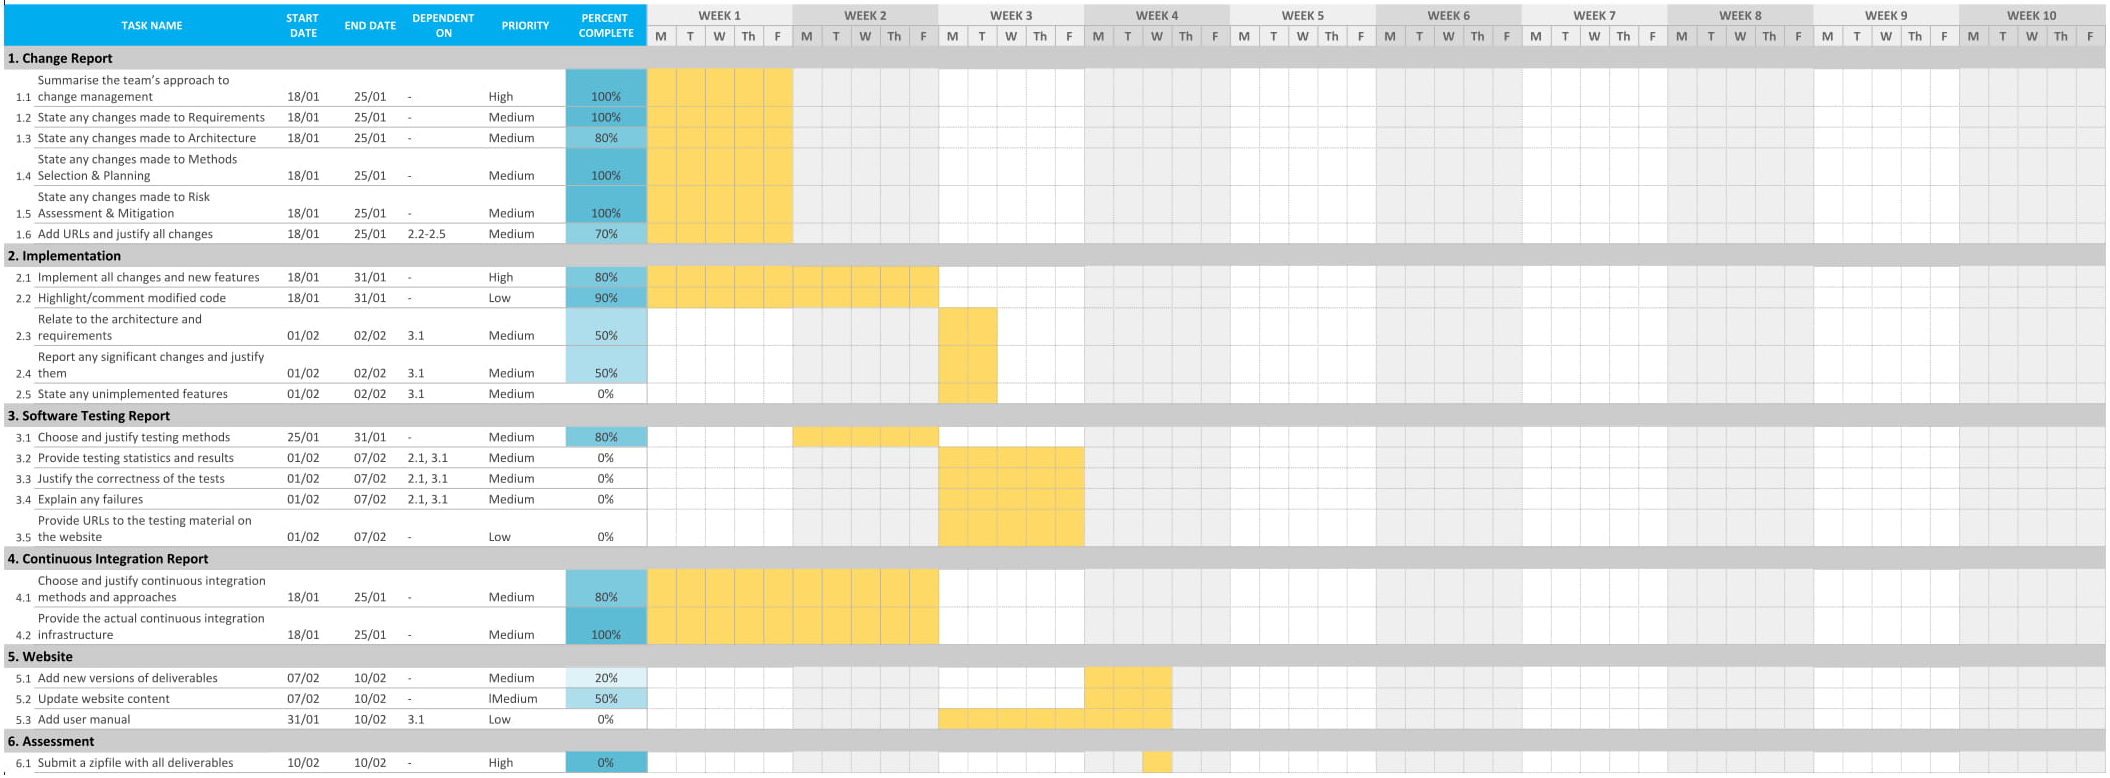 TASK NAME START DATE END DATE DEPENDENT ON PRIORITY PERCENT COMPLETE WEEK 1 WEEK 2 WEEK 3 WEEK 4 WEEK 5 WEEK 6 WEEK 7 WEEK 8 WEEK 9 WEEK 10
M T W Th F M T W Th F M T W Th F M T W Th F M T W Th F M T W Th F M T W Th F M T W Th F M T W Th F M T W Th F
1. Change Report
Summarise the team's approach to
1.1 change management 18/01 25/01 - High 100%
1.2 State any changes made to Requirements 18/01 25/01 - Medium 100%
1.3 State any changes made to Architecture 18/01 25/01 - Medium 80%
State any changes made to Methods
1.4 Selection & Planning 18/01 25/01 - Medium 100%
State any changes made to Risk
1.5 Assessment & Mitigation 18/01 25/01 - Medium 100%
1.6 Add URLs and justify all changes 18/01 25/01 2.2-2.5 Medium 70%
2. Implementation
2.1 Implement all changes and new features 18/01 31/01 - High 80%
2.2 Highlight/comment modified code 18/01 31/01 - Low 90%
Relate to the architecture and
2.3 requirements 01/02 02/02 3.1 Medium 50%
Report any significant changes and justify
2.4 them 01/02 02/02 3.1 Medium 50%
2.5 State any unimplemented features 01/02 02/02 3.1 Medium 0%
3. Software Testing Report
3.1 Choose and justify testing methods 25/01 31/01 - Medium 80%
3.2 Provide testing statistics and results 01/02 07/02 2.1, 3.1 Medium 0%
3.3 Justify the correctness of the tests 01/02 07/02 2.1, 3.1 Medium 0%
3.4 Explain any failures 01/02 07/02 2.1, 3.1 Medium 0%
Provide URLs to the testing material on
3.5 the website 01/02 07/02 - Low 0%
4. Continuous Integration Report
Choose and justify continuous integration
4.1 methods and approaches 18/01 25/01 - Medium 80%
Provide the actual continuous integration
4.2 infrastructure 18/01 25/01 - Medium 100%
5. Website
5.1 Add new versions of deliverables 07/02 10/02 - Medium 20%
5.2 Update website content 07/02 10/02 - lMedium 50%
5.3 Add user manual 31/01 10/02 3.1 Low 0%
6. Assessment
6.1 Submit a zipfile with all deliverables 10/02 10/02 - High 0%